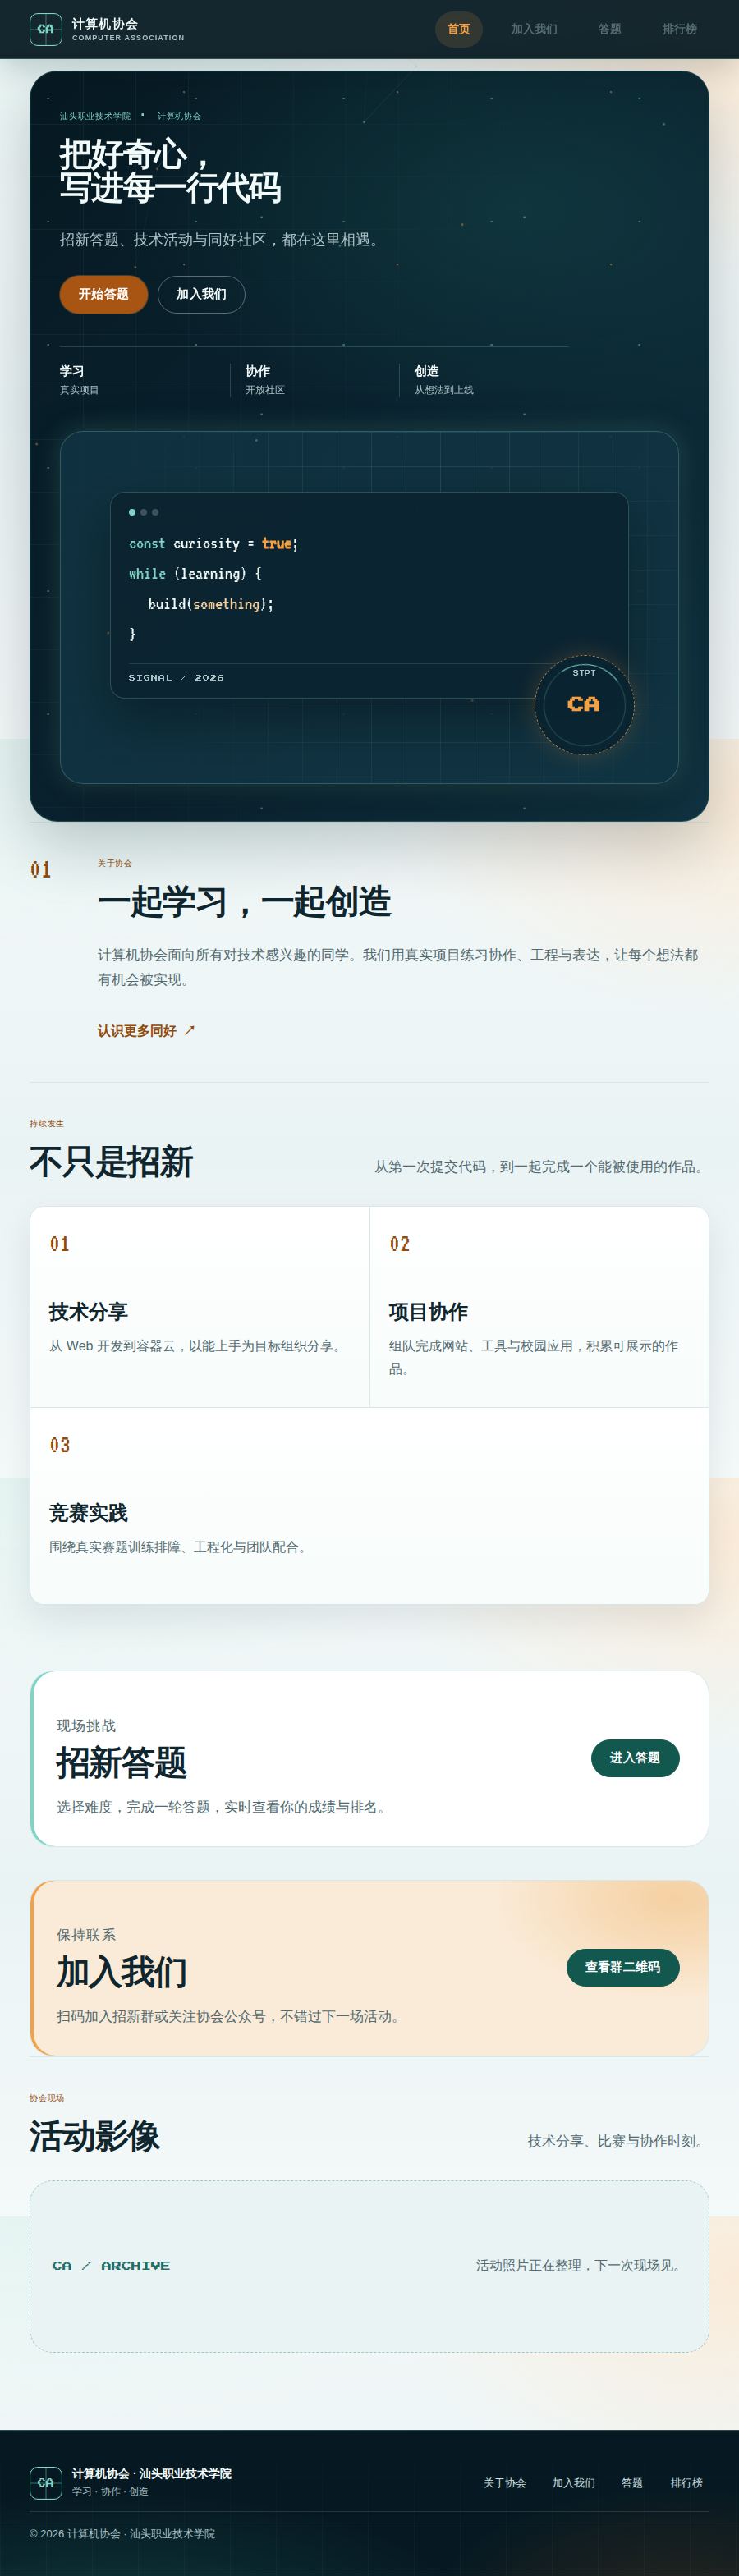 CA
计算机协会
COMPUTER ASSOCIATION
首页
加入我们
答题
排行榜
汕头职业技术学院 • 计算机协会
把好奇心，
写进每一行代码
招新答题、技术活动与同好社区，都在这里相遇。
开始答题
加入我们
学习
真实项目
协作
开放社区
创造
从想法到上线
const curiosity = true;
while (learning) {
build(something);
}
SIGNAL / 2026
STPT
CA
01
关于协会
一起学习，一起创造
计算机协会面向所有对技术感兴趣的同学。我们用真实项目练习协作、工程与表达，让每个想法都
有机会被实现。
认识更多同好 ↗
持续发生
不只是招新
从第一次提交代码，到一起完成一个能被使用的作品。
01
技术分享
从 Web 开发到容器云，以能上手为目标组织分享。
02
项目协作
组队完成网站、工具与校园应用，积累可展示的作
品。
03
竞赛实践
围绕真实赛题训练排障、工程化与团队配合。
现场挑战
招新答题
选择难度，完成一轮答题，实时查看你的成绩与排名。
进入答题
保持联系
加入我们
扫码加入招新群或关注协会公众号，不错过下一场活动。
查看群二维码
协会现场
活动影像
技术分享、比赛与协作时刻。
CA / ARCHIVE
活动照片正在整理，下一次现场见。
CA
计算机协会 · 汕头职业技术学院
学习 · 协作 · 创造
关于协会
加入我们
答题
排行榜
© 2026 计算机协会 · 汕头职业技术学院